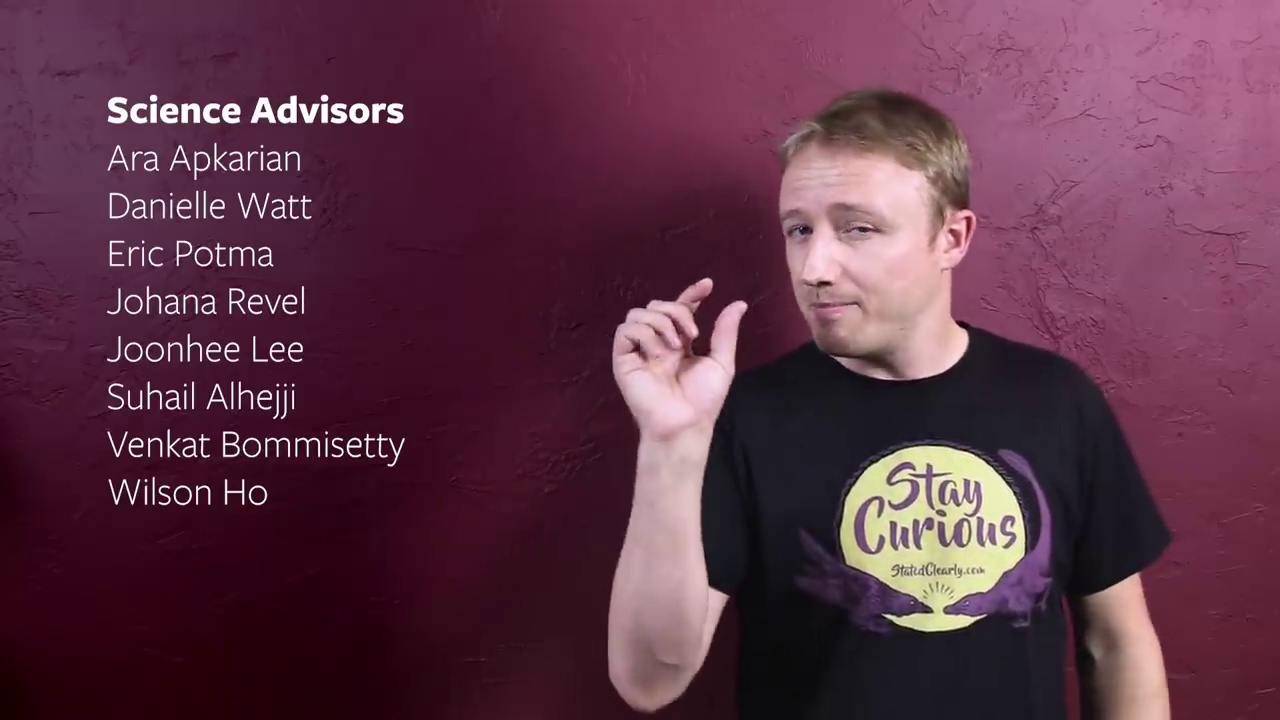 Science Advisors
Ara Apkarian
Danielle Watt
Eric Potma
Johana Revel
Joonhee Lee
Suhail Alhejji
Venkat Bommisetty
Wilson Ho
Stay
Curious
StatedClearly.com